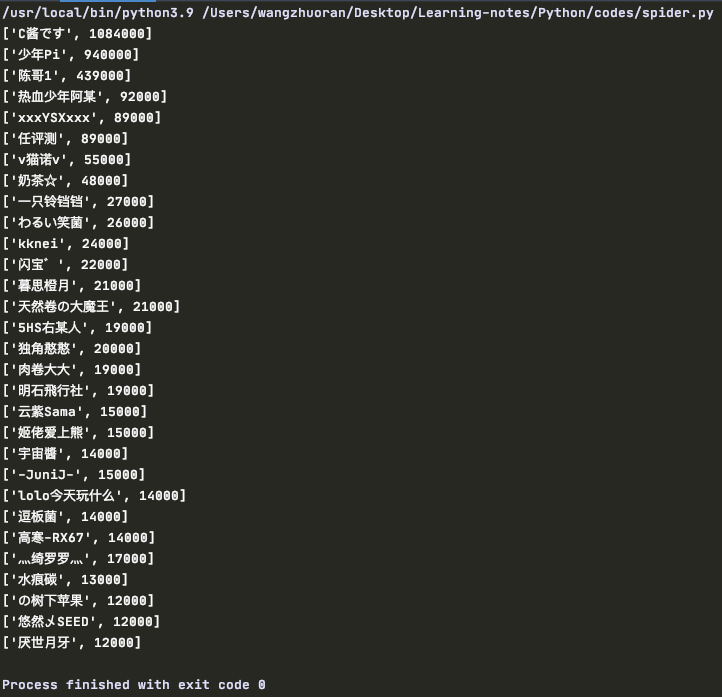 /usr/local/bin/python3.9 /Users/wangzhuoran/Desktop/Learning-notes/Python/codes/spider.py
['C酱です', 1084000]
['少年Pi', 940000]
['陈哥1', 439000]
['热血少年阿某', 92000]
['xxxYSXxxx', 89000]
['任评测', 89000]
['v猫诺v', 55000]
['奶茶☆', 48000]
['一只铃铛铛', 27000]
['わるい笑菌', 26000]
['kknei', 24000]
['闪宝゛', 22000]
['暮思橙月', 21000]
['天然卷の大魔王', 21000]
['5HS右某人', 19000]
['独角憨憨', 20000]
['肉卷大大', 19000]
['明石飛行社', 19000]
['云紫Sama', 15000]
['姬佬爱上熊', 15000]
['宇宙醬', 14000]
['-JuniJ-', 15000]
['lolo今天玩什么', 14000]
['逗板菌', 14000]
['高寒-RX67', 14000]
['灬绮罗罗灬', 17000]
['水痕碳', 13000]
['の树下苹果', 12000]
['悠然メSEED', 12000]
['厌世月牙', 12000]
Process finished with exit code 0